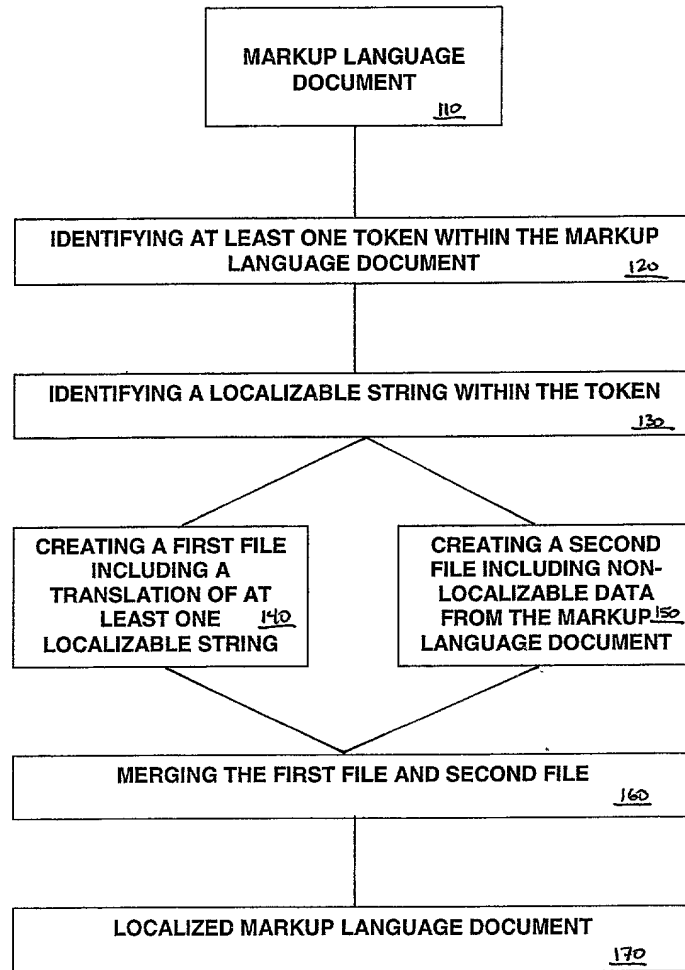 MARKUP LANGUAGE
DOCUMENT
110
IDENTIFYING AT LEAST ONE TOKEN WITHIN THE MARKUP
LANGUAGE DOCUMENT
120
IDENTIFYING A LOCALIZABLE STRING WITHIN THE TOKEN
130
CREATING A FIRST FILE
INCLUDING A
TRANSLATION OF AT
LEAST ONE 140
LOCALIZABLE STRING
CREATING A SECOND
FILE INCLUDING NON-
LOCALIZABLE DATA
FROM THE MARKUP 150
LANGUAGE DOCUMENT
MERGING THE FIRST FILE AND SECOND FILE
160
LOCALIZED MARKUP LANGUAGE DOCUMENT
170